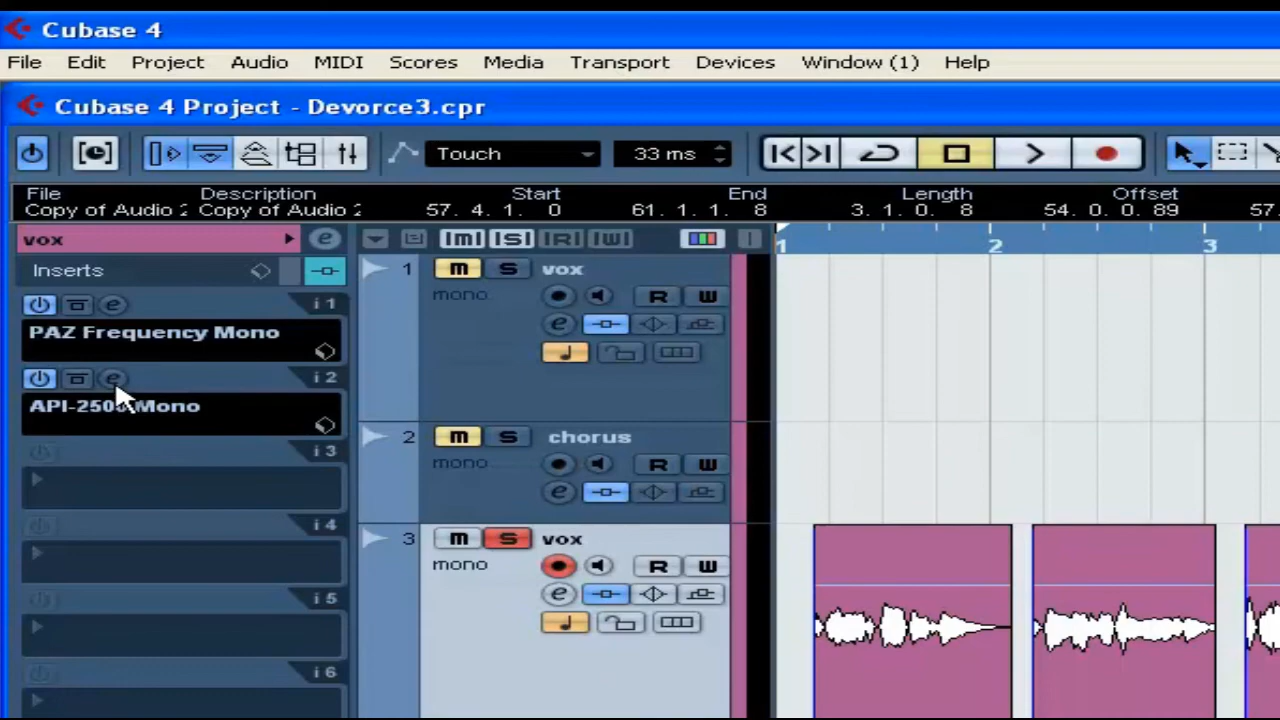 Cubase 4
File Edit Project Audio MIDI Scores Media Transport Devices Window (1) Help
Cubase 4 Project - Devorce3.cpr
Touch 33 ms
File Description Start End Length Offset
Copy of Audio 2 Copy of Audio 2 57. 4. 1. 0 61. 1. 1. 8 3. 1. 0. 8 54. 0. 0. 89 57.
vox e M S R W 1 2 3
Inserts 1 m S vox
mono R W
e i 1
PAZ Frequency Mono e
e i 2
Mono
i 3
2 m S chorus
mono R W
e
i 4
3 m S vox
mono R W
i 5 e
i 6